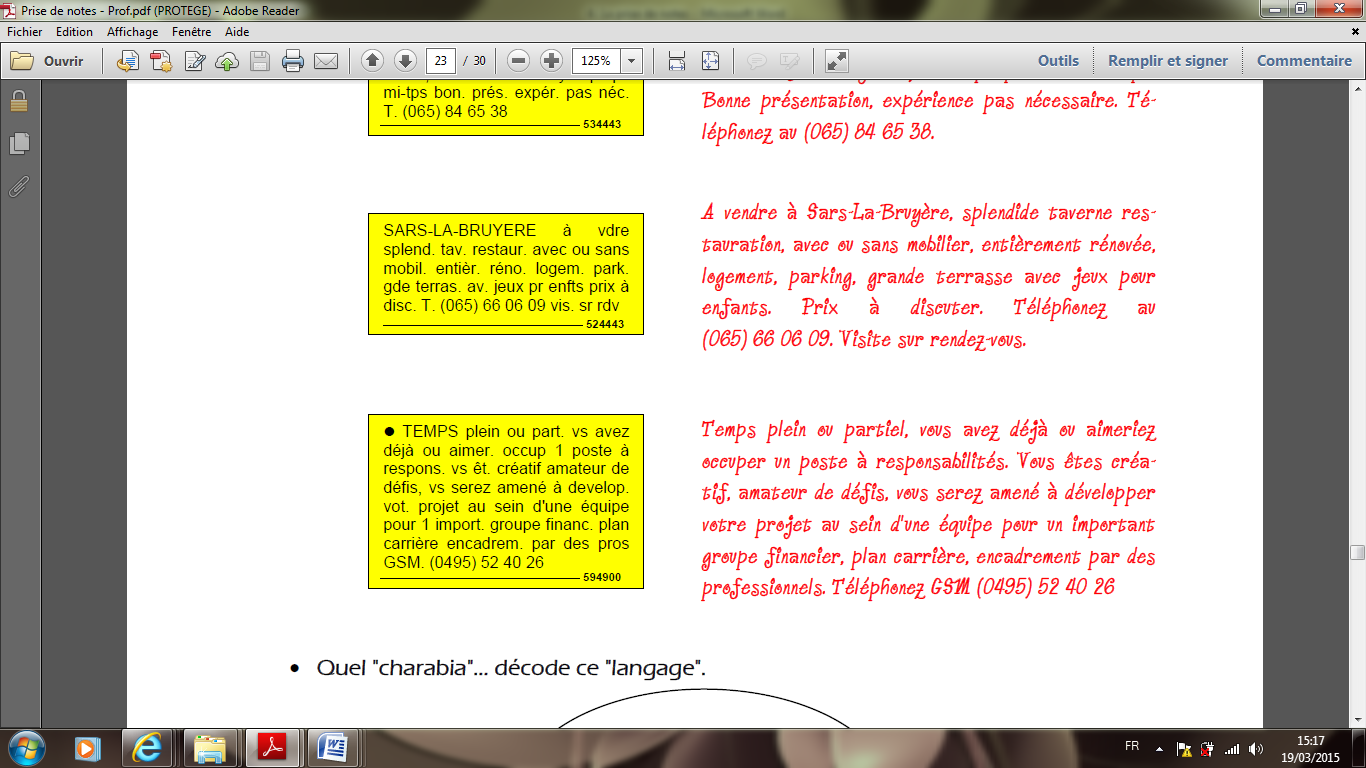 Prise de notes - Prof.pdf (PROTEGE) - Adobe Reader
Fichier Edition Affichage Fenêtre Aide
Ouvrir 23 / 30 125% Outils Remplir et signer Commentaire
mi-tps bon. prés. expér. pas néc.
T. (065) 84 65 38
534443
Bonne présentation, expérience pas nécessaire. Té-
léphonez au (065) 84 65 38.
SARS-LA-BRUYERE à vdre
splend. tav. restaur. avec ou sans
mobil. entièr. réno. logem. park.
gde terras. av. jeux pr enfts prix à
disc. T. (065) 66 06 09 vis. sr rdv
524443
A vendre à Sars-La-Bruyère, splendide taverne res-
tauration, avec ou sans mobilier, entièrement rénovée,
logement, parking, grande terrasse avec jeux pour
enfants. Prix à discuter. Téléphonez au
(065) 66 06 09. Visite sur rendez-vous.
● TEMPS plein ou part. vs avez
déjà ou aimer. occup 1 poste à
respons. vs êt. créatif amateur de
défis, vs serez amené à develop.
vot. projet au sein d'une équipe
pour 1 import. groupe financ. plan
carrière encadrem. par des pros
GSM. (0495) 52 40 26
594900
Temps plein ou partiel, vous avez déjà ou aimeriez
occuper un poste à responsabilités. Vous êtes créa-
tif, amateur de défis, vous serez amené à développer
votre projet au sein d'une équipe pour un important
groupe financier, plan carrière, encadrement par des
professionnels. Téléphonez GSM (0495) 52 40 26
• Quel "charabia"... décode ce "langage".
FR 15:17
19/03/2015